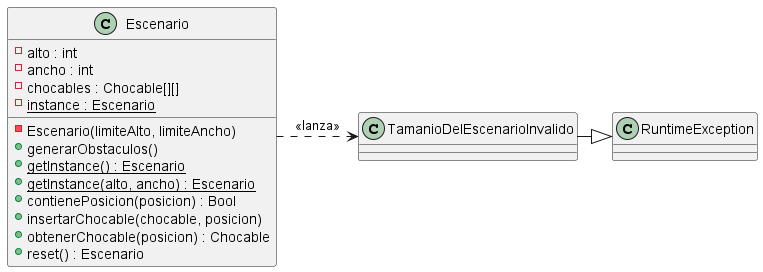 C Escenario
alto : int
ancho : int
chocables : Chocable[][]
instance : Escenario
Escenario(limiteAlto, limiteAncho)
generarObstaculos()
getInstance() : Escenario
getInstance(alto, ancho) : Escenario
contienePosicion(posicion) : Bool
insertarChocable(chocable, posicion)
obtenerChocable(posicion) : Chocable
reset() : Escenario
«lanza»
C TamanioDelEscenarioInvalido
C RuntimeException